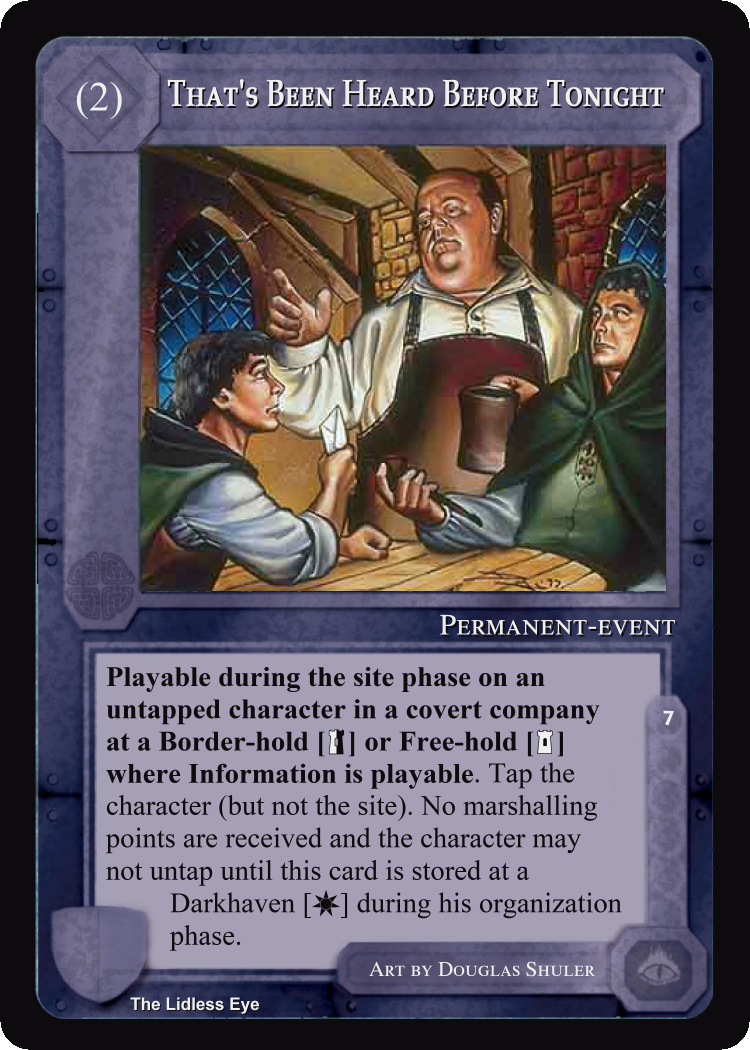 (2)
THAT'S BEEN HEARD BEFORE TONIGHT
'97.
PERMANENT-EVENT
Playable during the site phase on an
untapped character in a covert company
at a Border-hold [] or Free-hold []
where Information is playable. Tap the
character (but not the site). No marshalling
points are received and the character may
not untap until this card is stored at a
Darkhaven [] during his organization
phase.
7
ART BY DOUGLAS SHULER
The Lidless Eye